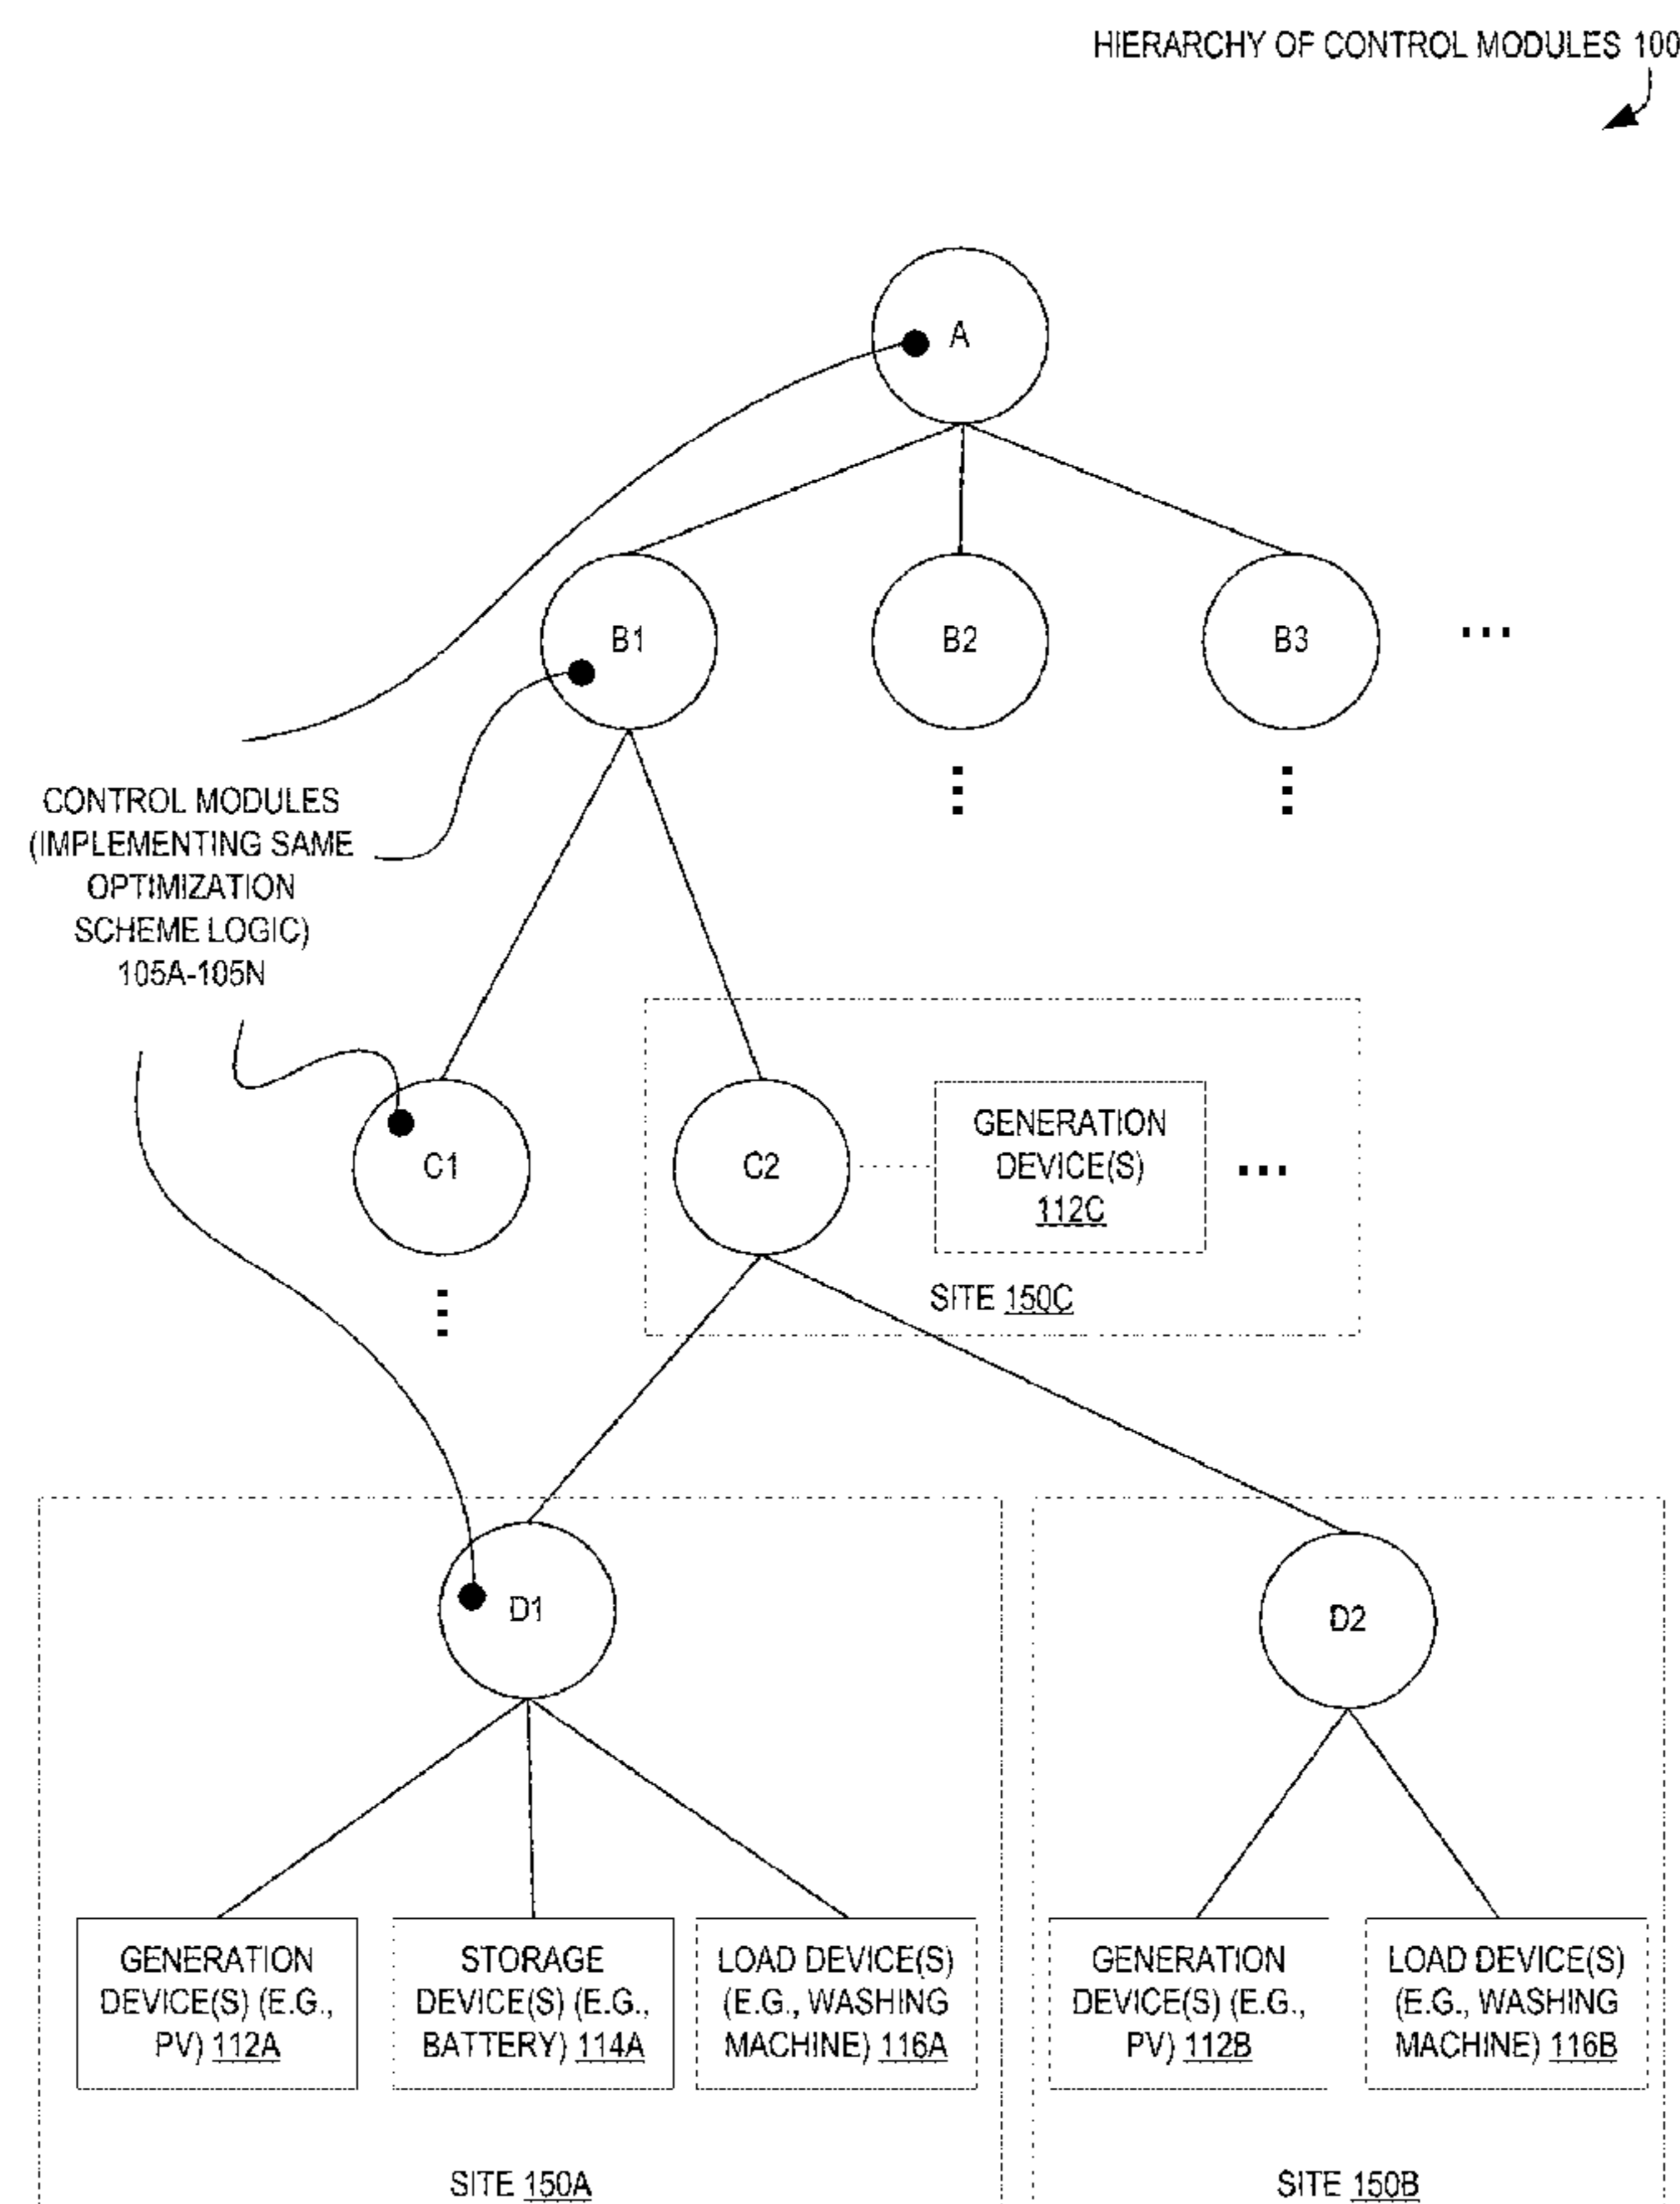 HIERARCHY OF CONTROL MODULES 100
A
B1
B2
B3
...
CONTROL MODULES
(IMPLEMENTING SAME
OPTIMIZATION
SCHEME LOGIC)
105A-105N
C1
C2
GENERATION
DEVICE(S)
112C
...
SITE 150C
D1
D2
GENERATION
DEVICE(S) (E.G.,
PV) 112A
STORAGE
DEVICE(S) (E.G.,
BATTERY) 114A
LOAD DEVICE(S)
(E.G., WASHING
MACHINE) 116A
GENERATION
DEVICE(S) (E.G.,
PV) 112B
LOAD DEVICE(S)
(E.G., WASHING
MACHINE) 116B
SITE 150A
SITE 150B